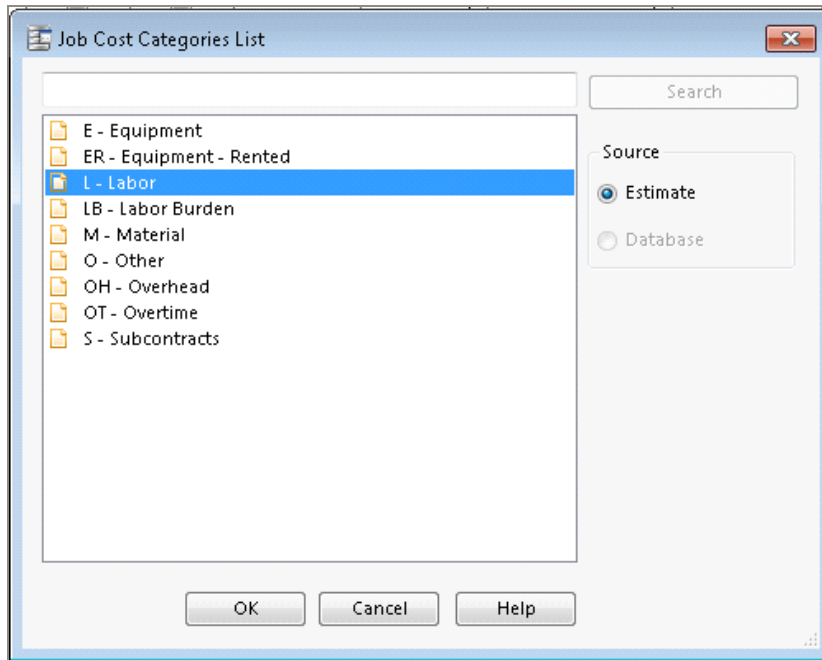 Job Cost Categories List
Search
E - Equipment
ER - Equipment - Rented
L - Labor
LB - Labor Burden
M - Material
O - Other
OH - Overhead
OT - Overtime
S - Subcontracts
Source
Estimate
Database
OK
Cancel
Help